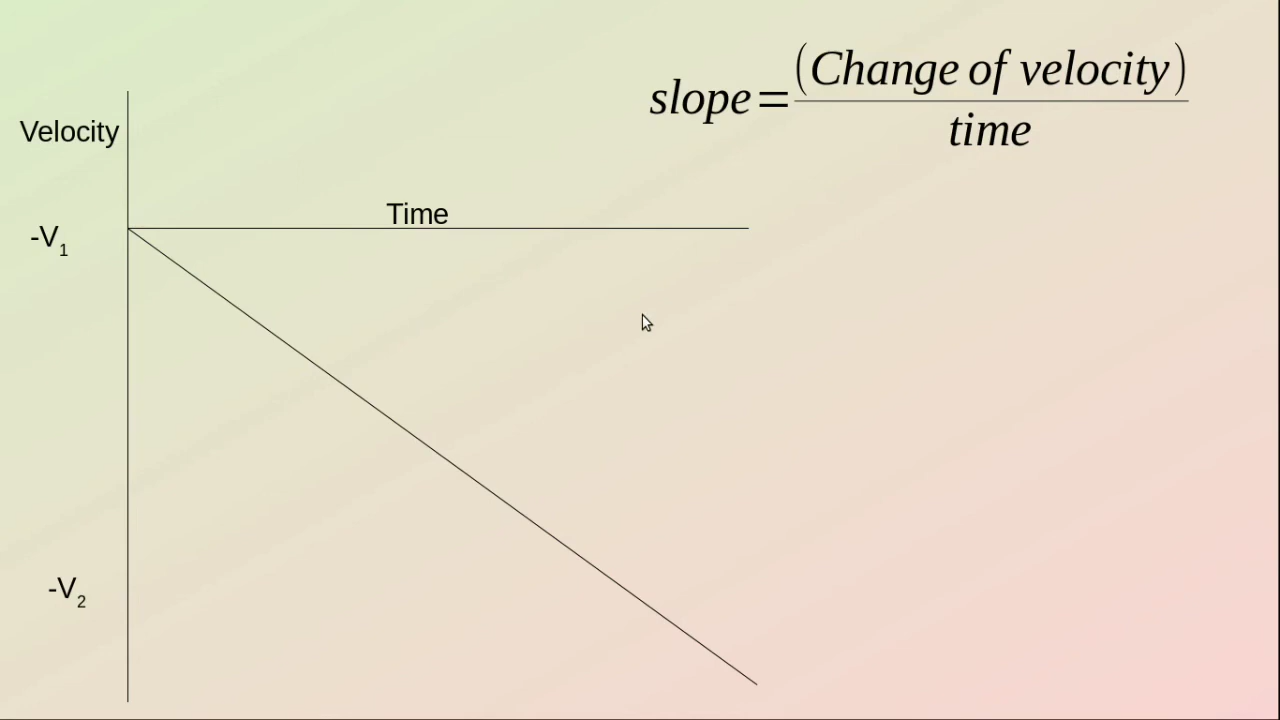 slope = (Change of velocity) / time
Velocity
Time
-V₁
-V₂